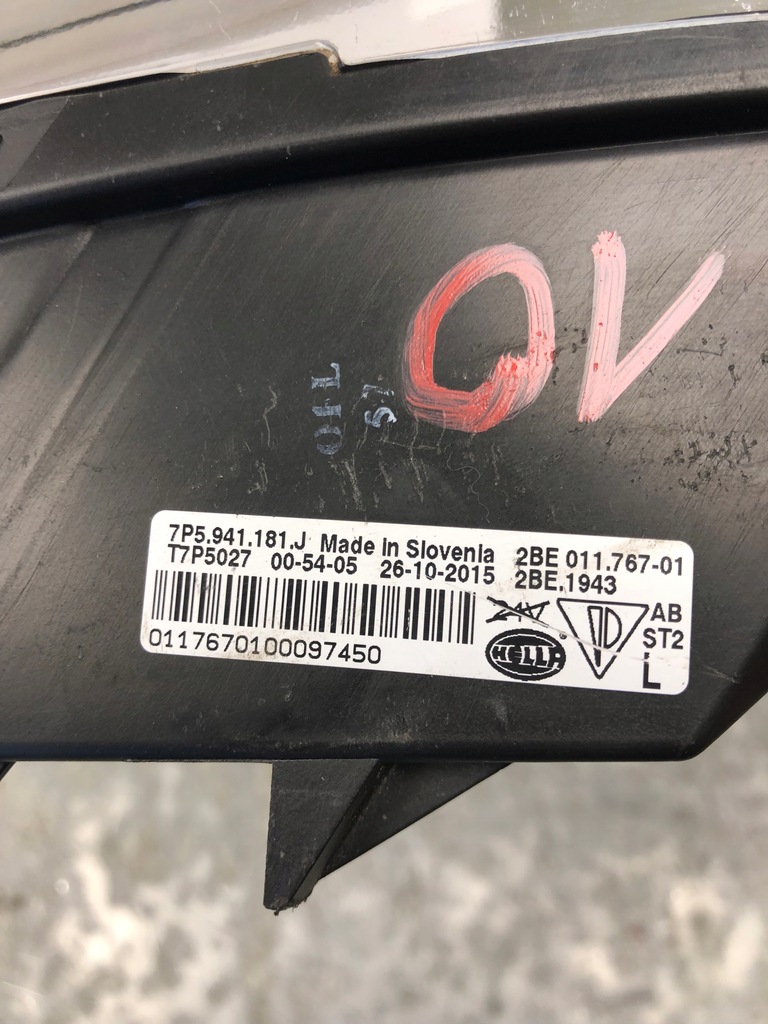 OV
7P5.941.181.J Made in Slovenia 2BE 011.767-01
T7P5027 00-54-05 26-10-2015 2BE.1943
AB
ST2
L
HELLA
0117670100097450